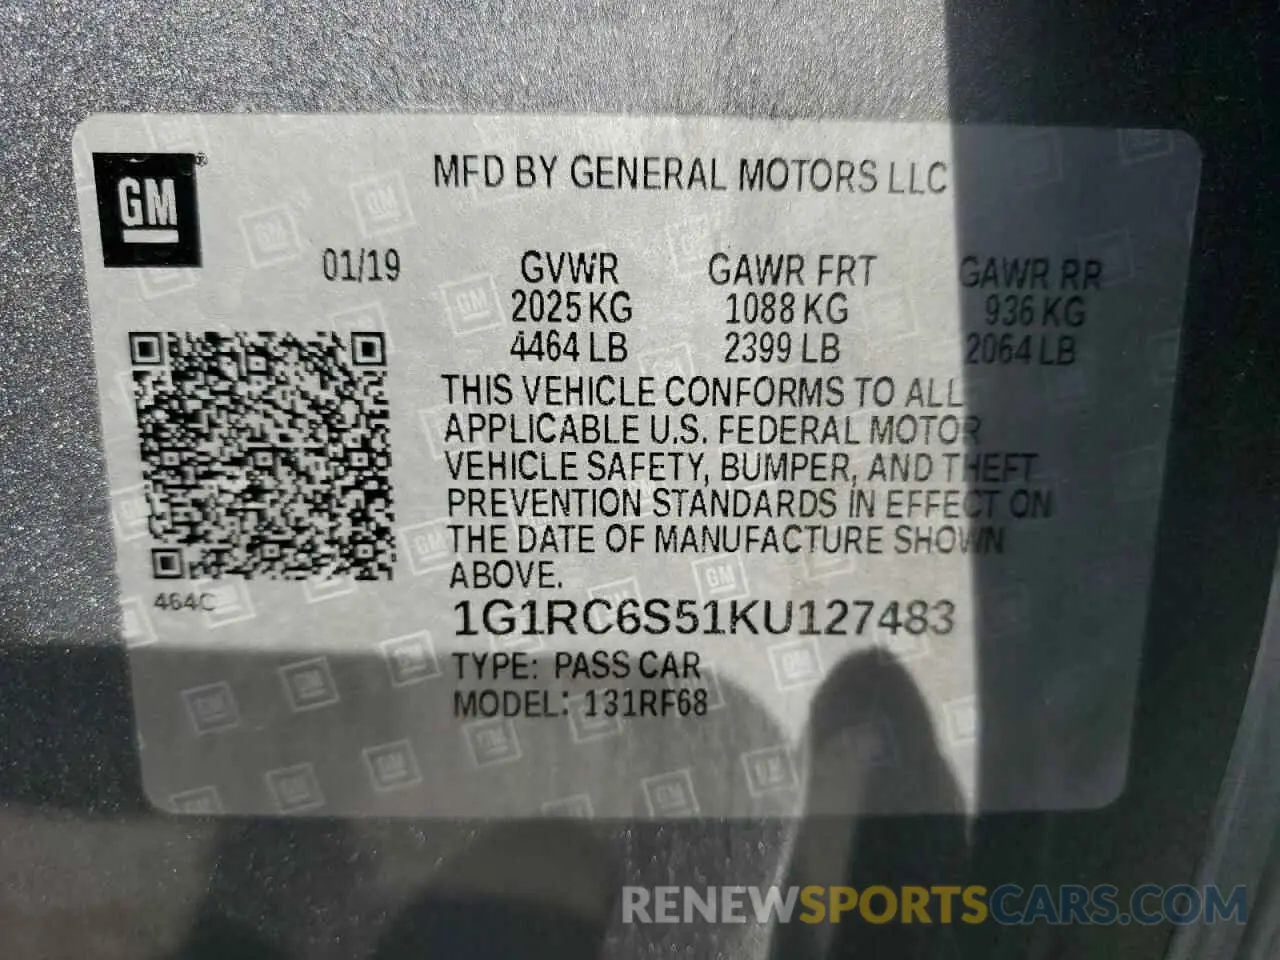 GM ®
MFD BY GENERAL MOTORS LLC
01/19 GVWR GAWR FRT GAWR RR
2025 KG 1088 KG 936 KG
4464 LB 2399 LB 2064 LB
THIS VEHICLE CONFORMS TO ALL
APPLICABLE U.S. FEDERAL MOTOR
VEHICLE SAFETY, BUMPER, AND THEFT
PREVENTION STANDARDS IN EFFECT ON
THE DATE OF MANUFACTURE SHOWN
ABOVE.
464C
1G1RC6S51KU127483
TYPE: PASS CAR
MODEL: 131RF68
RENEWSPORTSCARS.COM